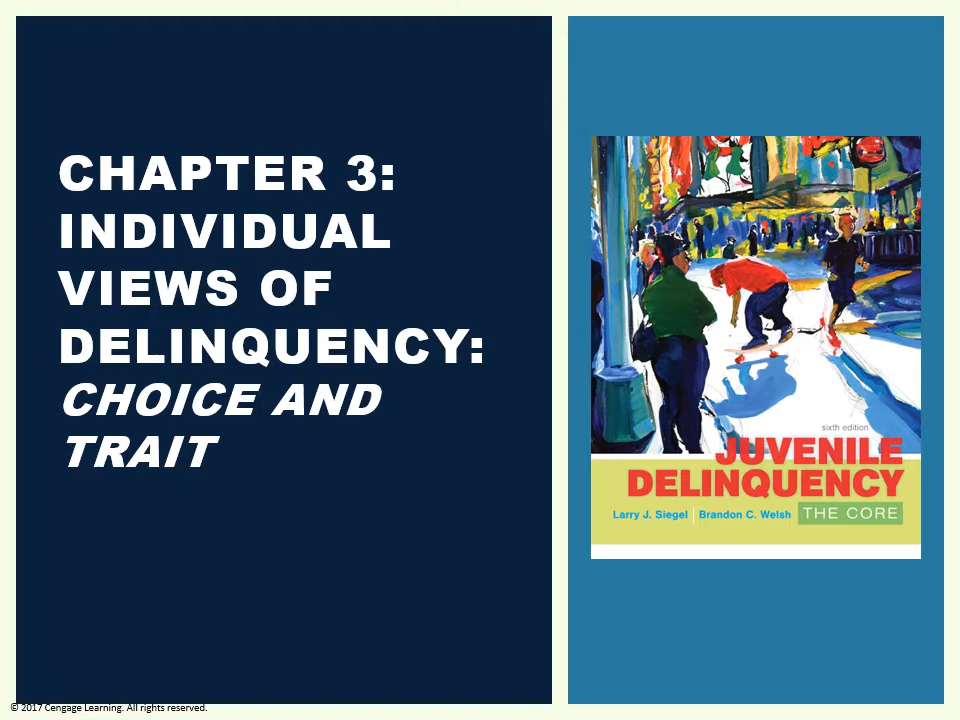 CHAPTER 3:
INDIVIDUAL
VIEWS OF
DELINQUENCY:
CHOICE AND
TRAIT
sixth edition
JUVENILE
DELINQUENCY
Larry J. Siegel | Brandon C. Welsh THE CORE
© 2017 Cengage Learning. All rights reserved.